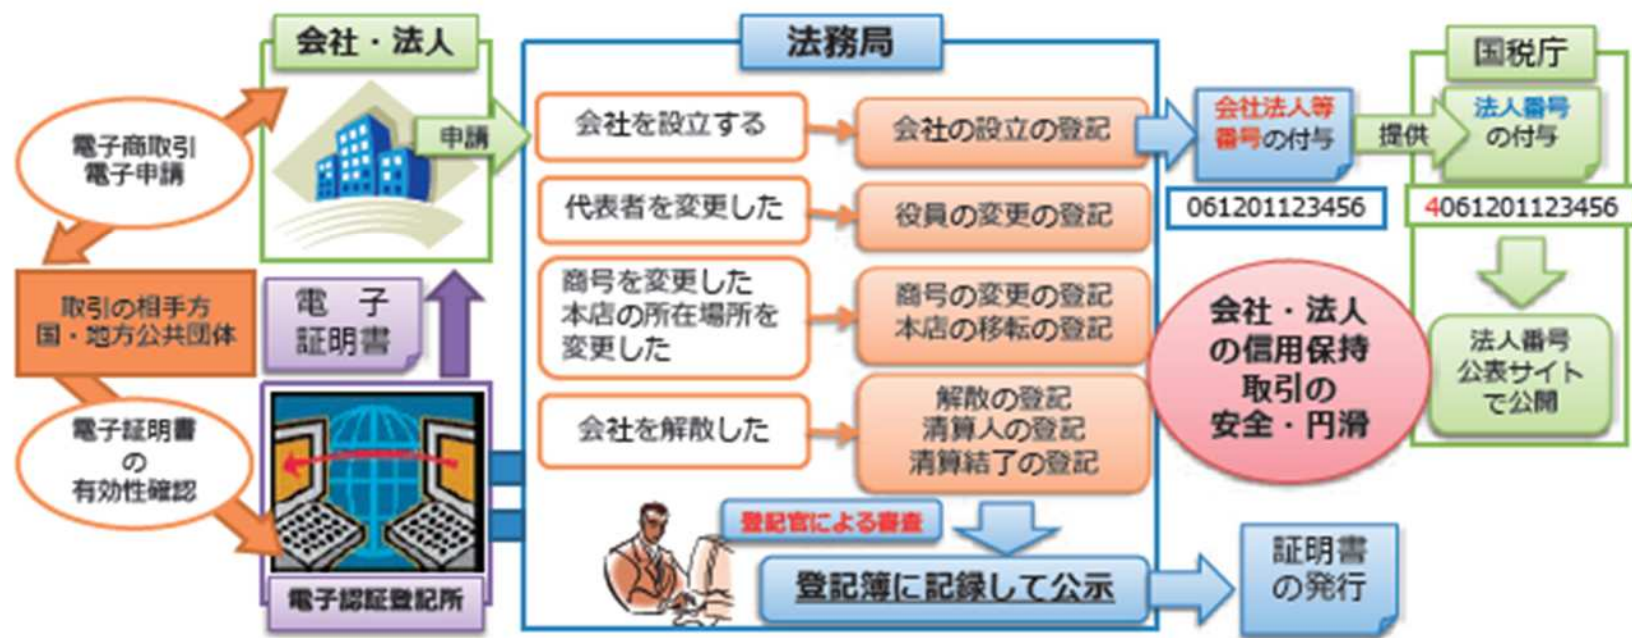 会社・法人
法務局
国税庁
電子商取引
電子申請
申請
会社を設立する
会社の設立の登記
会社法人等
番号の付与
提供
法人番号
の付与
061201123456
4061201123456
代表者を変更した
役員の変更の登記
取引の相手方
国・地方公共団体
電 子
証明書
商号を変更した
本店の所在場所を
変更した
商号の変更の登記
本店の移転の登記
会社・法人
の信用保持
取引の
安全・円滑
法人番号
公表サイト
で公開
電子証明書
の
有効性確認
会社を解散した
解散の登記
清算人の登記
清算結了の登記
登記官による審査
登記簿に記録して公示
証明書
の発行
電子認証登記所